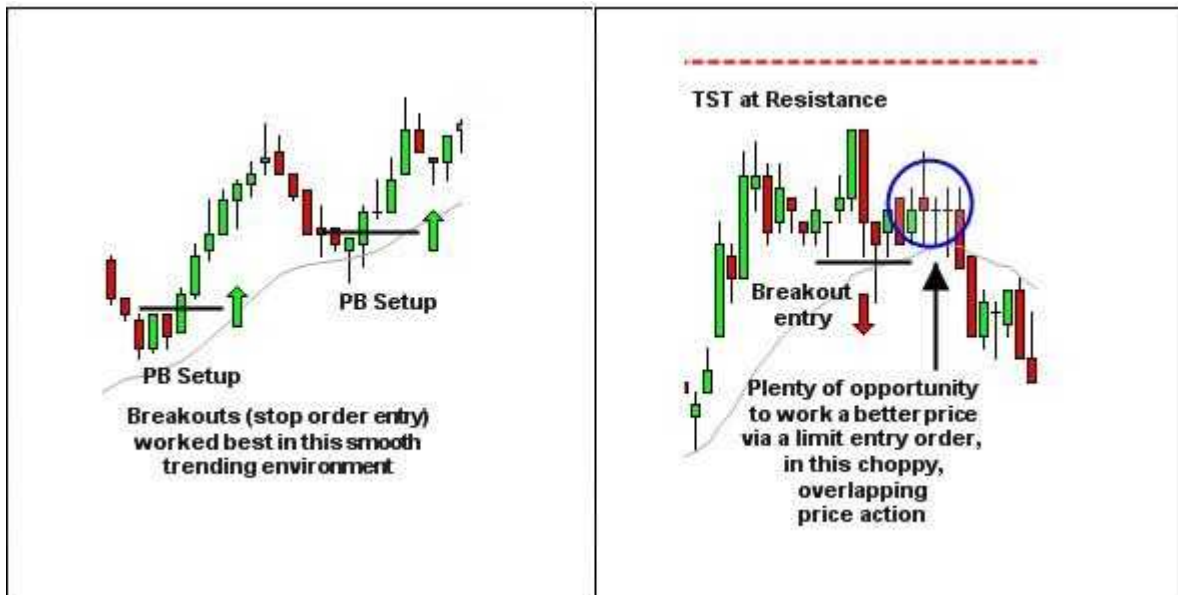 PB Setup
PB Setup
Breakouts (stop order entry)
worked best in this smooth
trending environment
TST at Resistance
Breakout
entry
Plenty of opportunity
to work a better price
via a limit entry order,
in this choppy,
overlapping
price action